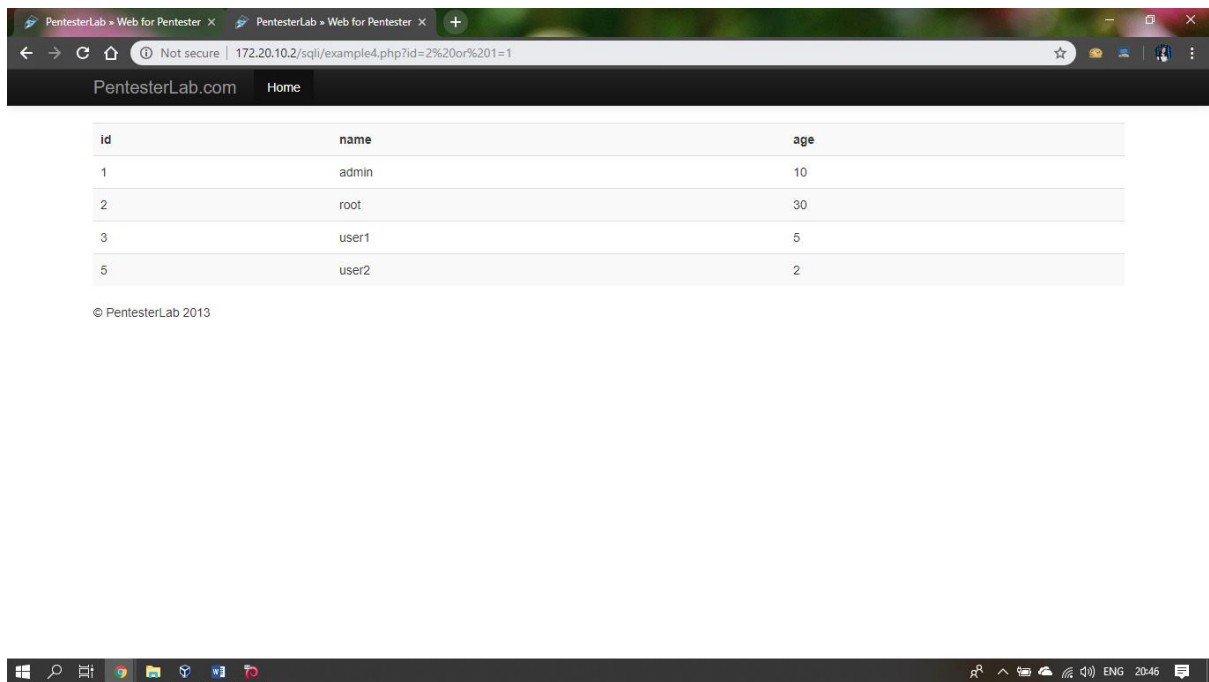 PentesterLab » Web for Pentester
PentesterLab » Web for Pentester
Not secure | 172.20.10.2/sqli/example4.php?id=2%20or%201=1
PentesterLab.com Home
id name age
1 admin 10
2 root 30
3 user1 5
5 user2 2
© PentesterLab 2013
ENG 20:46